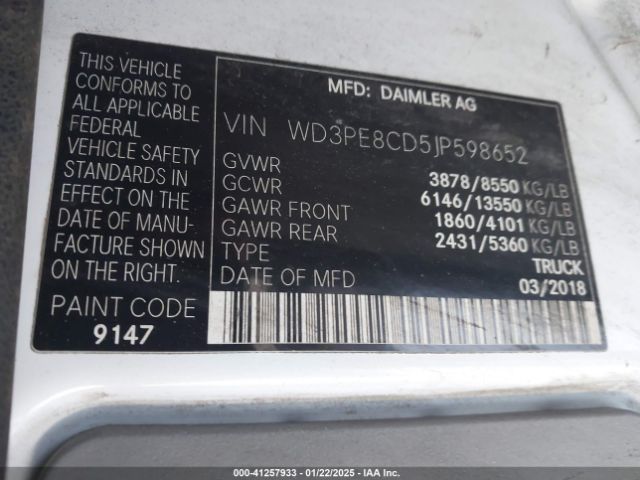 THIS VEHICLE
CONFORMS TO
ALL APPLICABLE
FEDERAL
VEHICLE SAFETY
STANDARDS IN
EFFECT ON THE
DATE OF MANU-
FACTURE SHOWN
ON THE RIGHT.
PAINT CODE
9147
MFD: DAIMLER AG
VIN WD3PE8CD5JP598652
GVWR 3878/8550 KG/LB
GCWR 6146/13550 KG/LB
GAWR FRONT 1860/4101 KG/LB
GAWR REAR 2431/5360 KG/LB
TYPE TRUCK
DATE OF MFD 03/2018
© COPART - 41257933 - 01/22/2025 - IAA Inc.